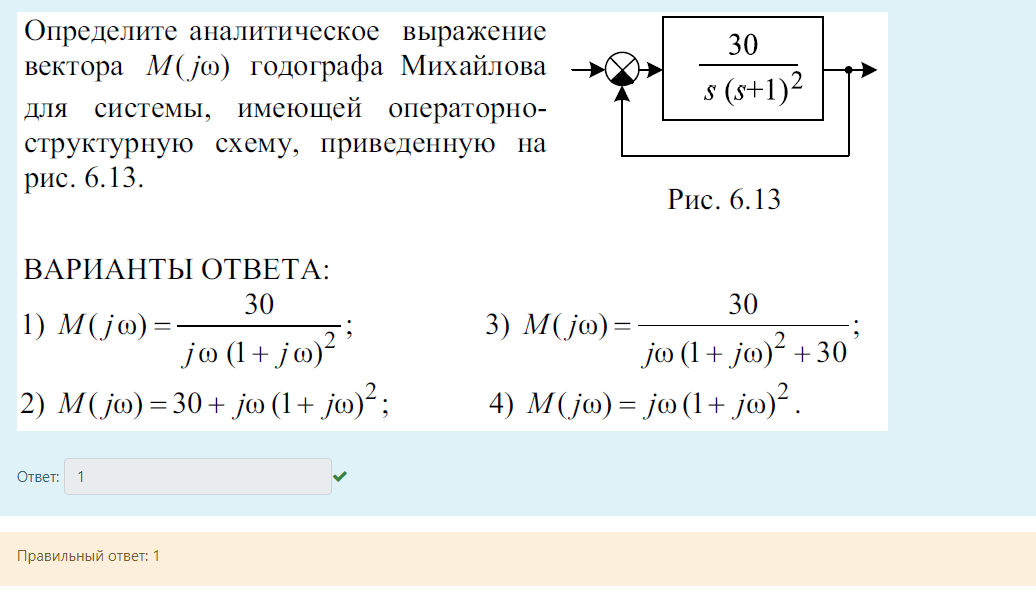 Определите аналитическое выражение
вектора M(jω) годографа Михайлова
для системы, имеющей операторно-
структурную схему, приведенную на
рис. 6.13.
30
s (s+1)²
Рис. 6.13
ВАРИАНТЫ ОТВЕТА:
1) M(jω) = 30 / jω (1 + jω)² ;
3) M(jω) = 30 / jω (1 + jω)² + 30 ;
2) M(jω) = 30 + jω (1 + jω)² ;
4) M(jω) = jω (1 + jω)² .
Ответ: 1
Правильный ответ: 1